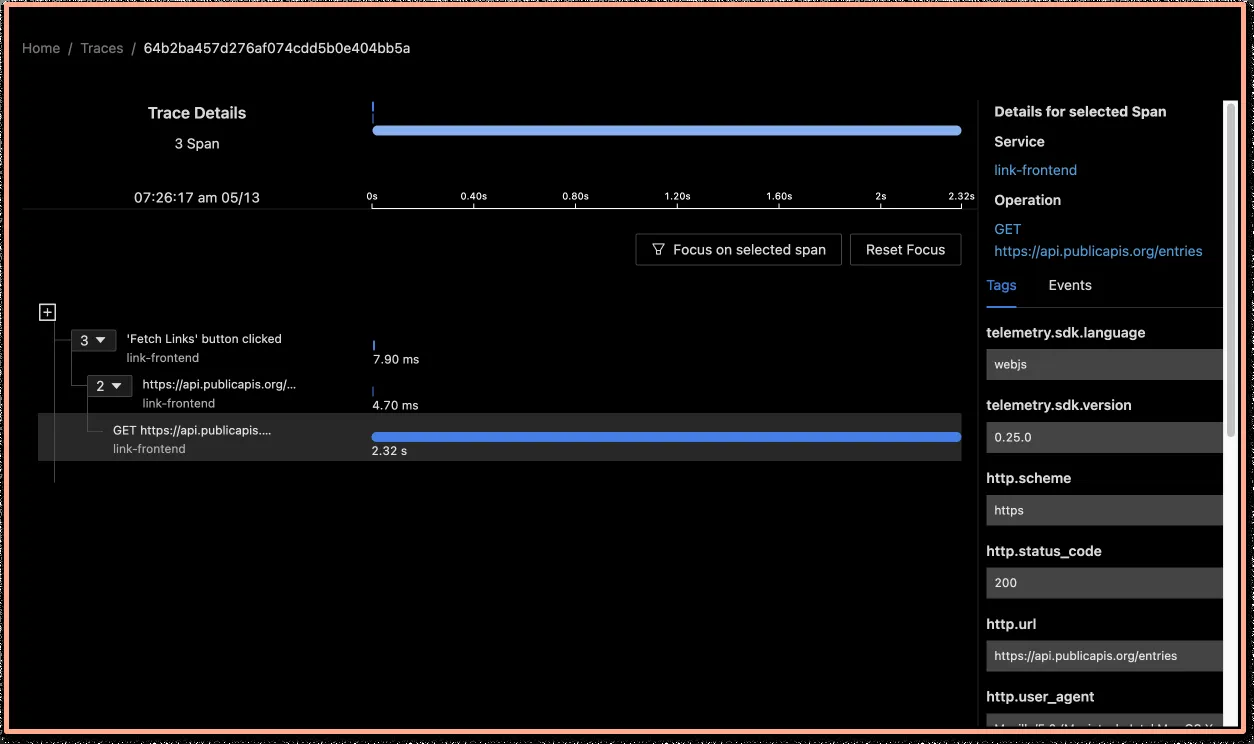 Home / Traces / 64b2ba457d276af074cdd5b0e404bb5a
Trace Details
3 Span
07:26:17 am 05/13
0s 0.40s 0.80s 1.20s 1.60s 2s 2.32s
Focus on selected span
Reset Focus
3 'Fetch Links' button clicked
link-frontend
7.90 ms
2 https://api.publicapis.org/...
link-frontend
4.70 ms
GET https://api.publicapis....
link-frontend
2.32 s
Details for selected Span
Service
link-frontend
Operation
GET
https://api.publicapis.org/entries
Tags Events
telemetry.sdk.language
webjs
telemetry.sdk.version
0.25.0
http.scheme
https
http.status_code
200
http.url
https://api.publicapis.org/entries
http.user_agent